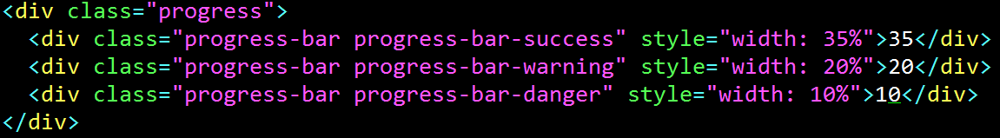 <div class="progress">
  <div class="progress-bar progress-bar-success" style="width: 35%">35</div>
  <div class="progress-bar progress-bar-warning" style="width: 20%">20</div>
  <div class="progress-bar progress-bar-danger" style="width: 10%">10</div>
</div>